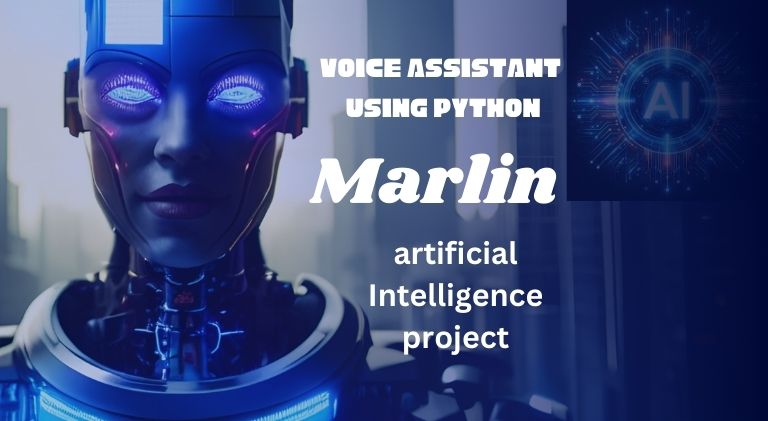 VOICE ASSISTANT
USING PYTHON
Marlin
artificial
Intelligence
project
AI